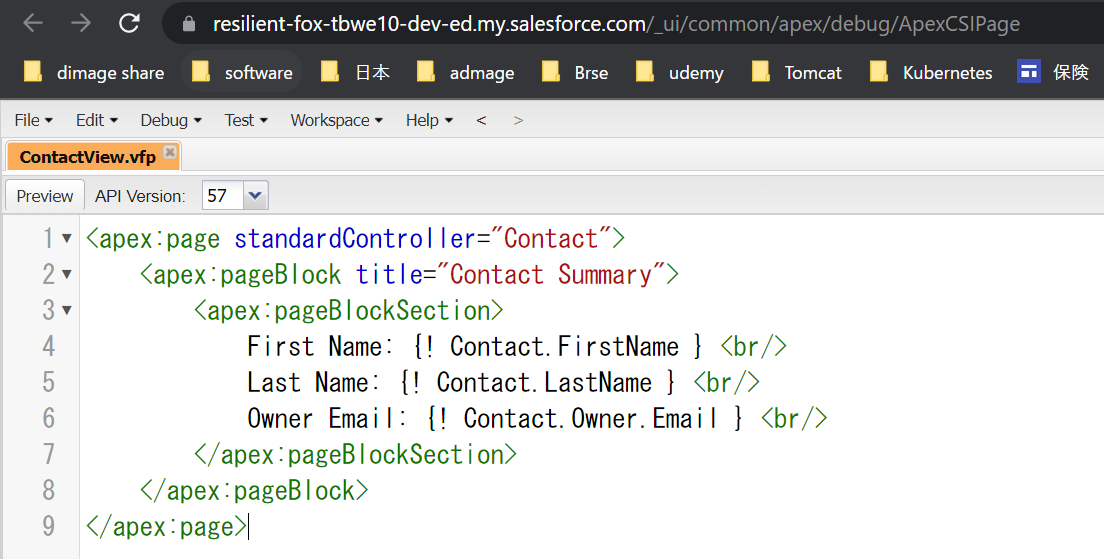 resilient-fox-tbwe10-dev-ed.my.salesforce.com/_ui/common/apex/debug/ApexCSIPage
dimage share software 日本 admage Brse udemy Tomcat Kubernetes 保険
File Edit Debug Test Workspace Help < >
ContactView.vfp
Preview API Version: 57
1 <apex:page standardController="Contact">
2 <apex:pageBlock title="Contact Summary">
3 <apex:pageBlockSection>
4 First Name: {! Contact.FirstName } <br/>
5 Last Name: {! Contact.LastName } <br/>
6 Owner Email: {! Contact.Owner.Email } <br/>
7 </apex:pageBlockSection>
8 </apex:pageBlock>
9 </apex:page>